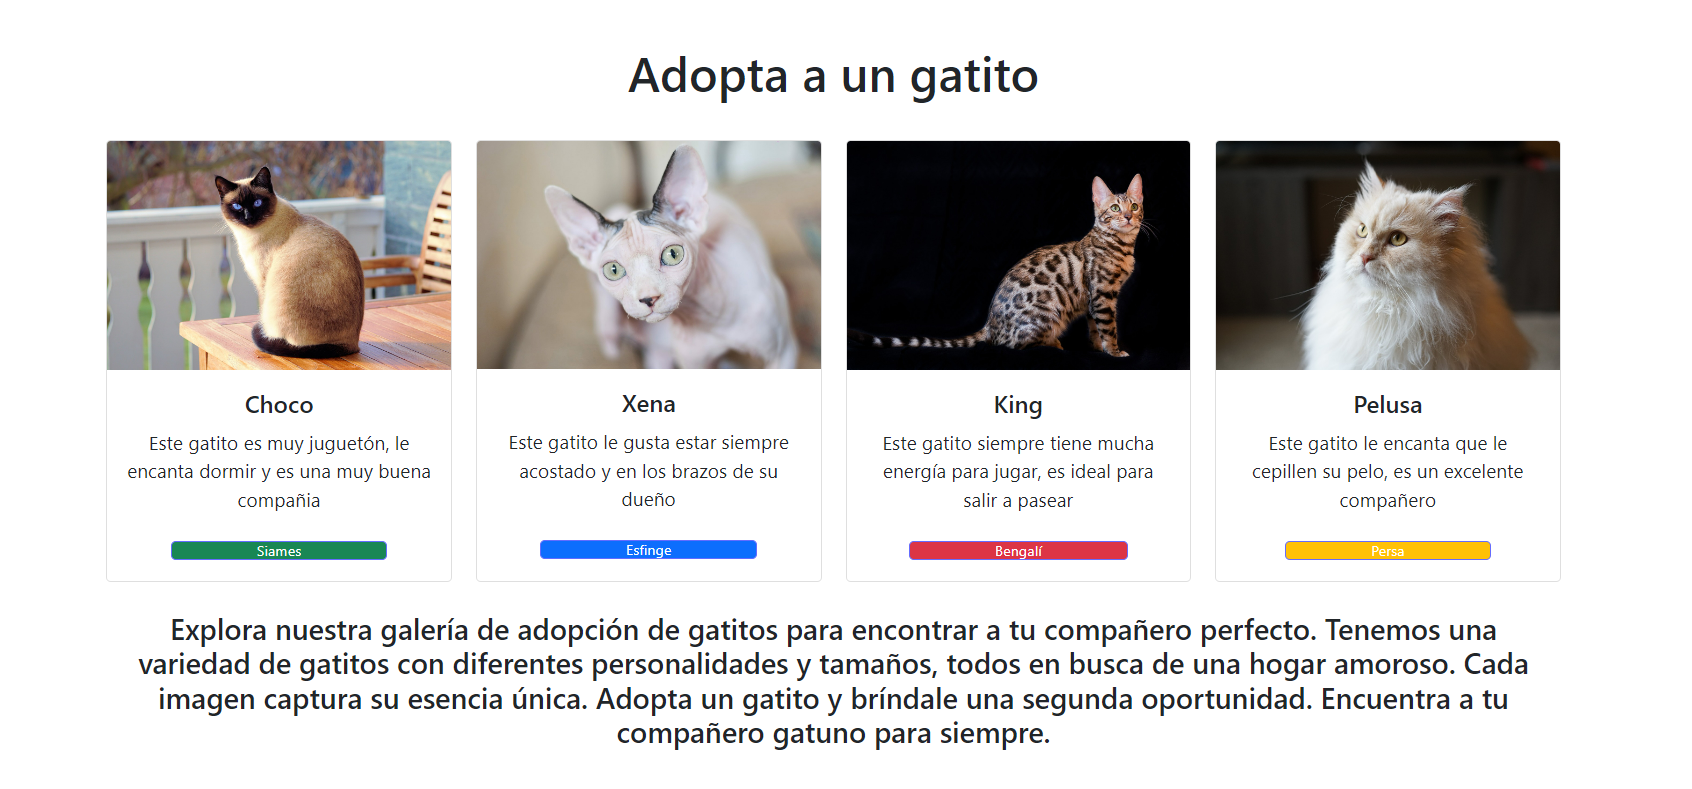 Adopta a un gatito
Choco
Este gatito es muy juguetón, le
encanta dormir y es una muy buena
compañia
Siames
Xena
Este gatito le gusta estar siempre
acostado y en los brazos de su
dueño
Esfinge
King
Este gatito siempre tiene mucha
energía para jugar, es ideal para
salir a pasear
Bengalí
Pelusa
Este gatito le encanta que le
cepillen su pelo, es un excelente
compañero
Persa
Explora nuestra galería de adopción de gatitos para encontrar a tu compañero perfecto. Tenemos una
variedad de gatitos con diferentes personalidades y tamaños, todos en busca de una hogar amoroso. Cada
imagen captura su esencia única. Adopta un gatito y bríndale una segunda oportunidad. Encuentra a tu
compañero gatuno para siempre.